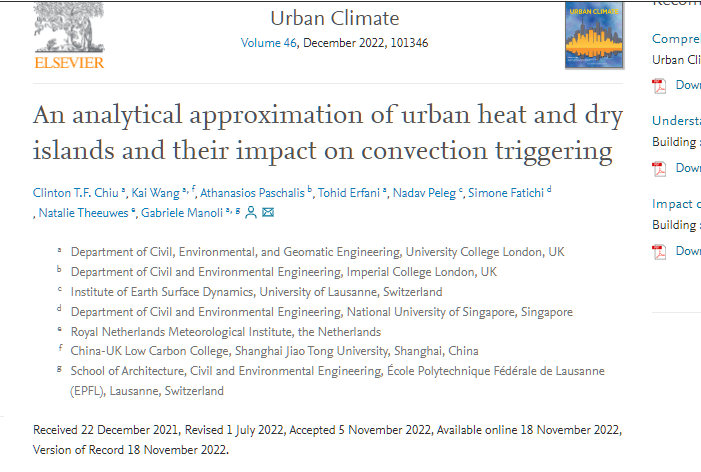 Urban Climate
Volume 46, December 2022, 101346
ELSEVIER
URBAN CLIMATE
An analytical approximation of urban heat and dry
islands and their impact on convection triggering
Clinton T.F. Chiu a, Kai Wang a, f, Athanasios Paschalis b, Tohid Erfani a, Nadav Peleg c, Simone Fatichi d
, Natalie Theeuwes e, Gabriele Manoli a, g
a Department of Civil, Environmental, and Geomatic Engineering, University College London, UK
b Department of Civil and Environmental Engineering, Imperial College London, UK
c Institute of Earth Surface Dynamics, University of Lausanne, Switzerland
d Department of Civil and Environmental Engineering, National University of Singapore, Singapore
e Royal Netherlands Meteorological Institute, the Netherlands
f China-UK Low Carbon College, Shanghai Jiao Tong University, Shanghai, China
g School of Architecture, Civil and Environmental Engineering, École Polytechnique Fédérale de Lausanne
(EPFL), Lausanne, Switzerland
Received 22 December 2021, Revised 1 July 2022, Accepted 5 November 2022, Available online 18 November 2022,
Version of Record 18 November 2022.
Compre
Urban Cli
Dow
Underst
Building
Dow
Impact
Building
Dow